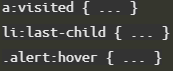 a:visited { ... }
li:last-child { ... }
.alert:hover { ... }